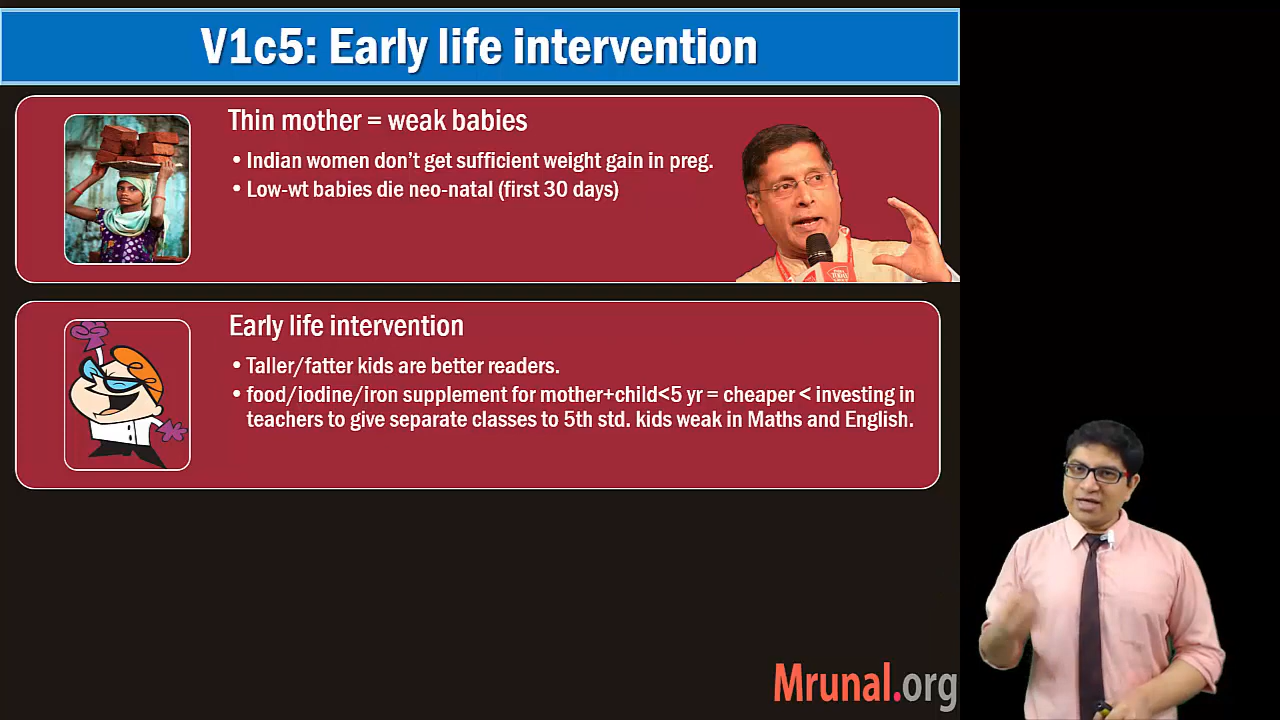 V1c5: Early life intervention
Thin mother = weak babies
• Indian women don't get sufficient weight gain in preg.
• Low-wt babies die neo-natal (first 30 days)
Early life intervention
• Taller/fatter kids are better readers.
• food/iodine/iron supplement for mother+child<5 yr = cheaper < investing in
teachers to give separate classes to 5th std. kids weak in Maths and English.
Mrunal.org